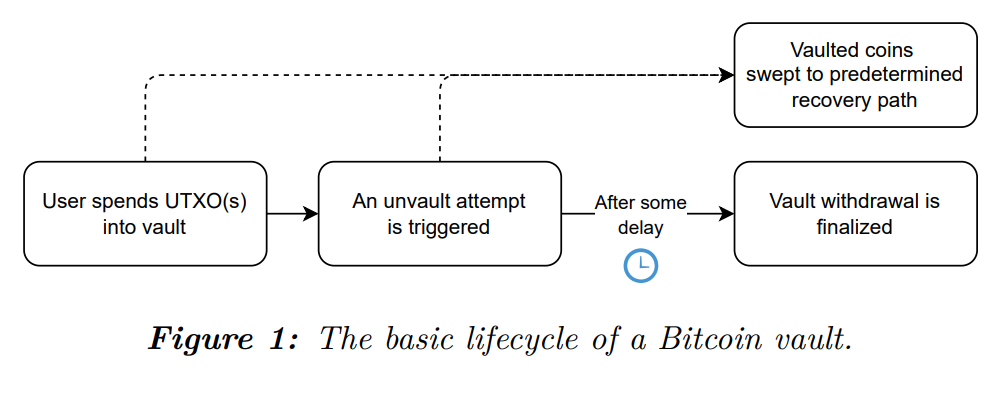 Vaulted coins
swept to predetermined
recovery path
User spends UTXO(s)
into vault
An unvault attempt
is triggered
After some
delay
Vault withdrawal is
finalized
Figure 1: The basic lifecycle of a Bitcoin vault.